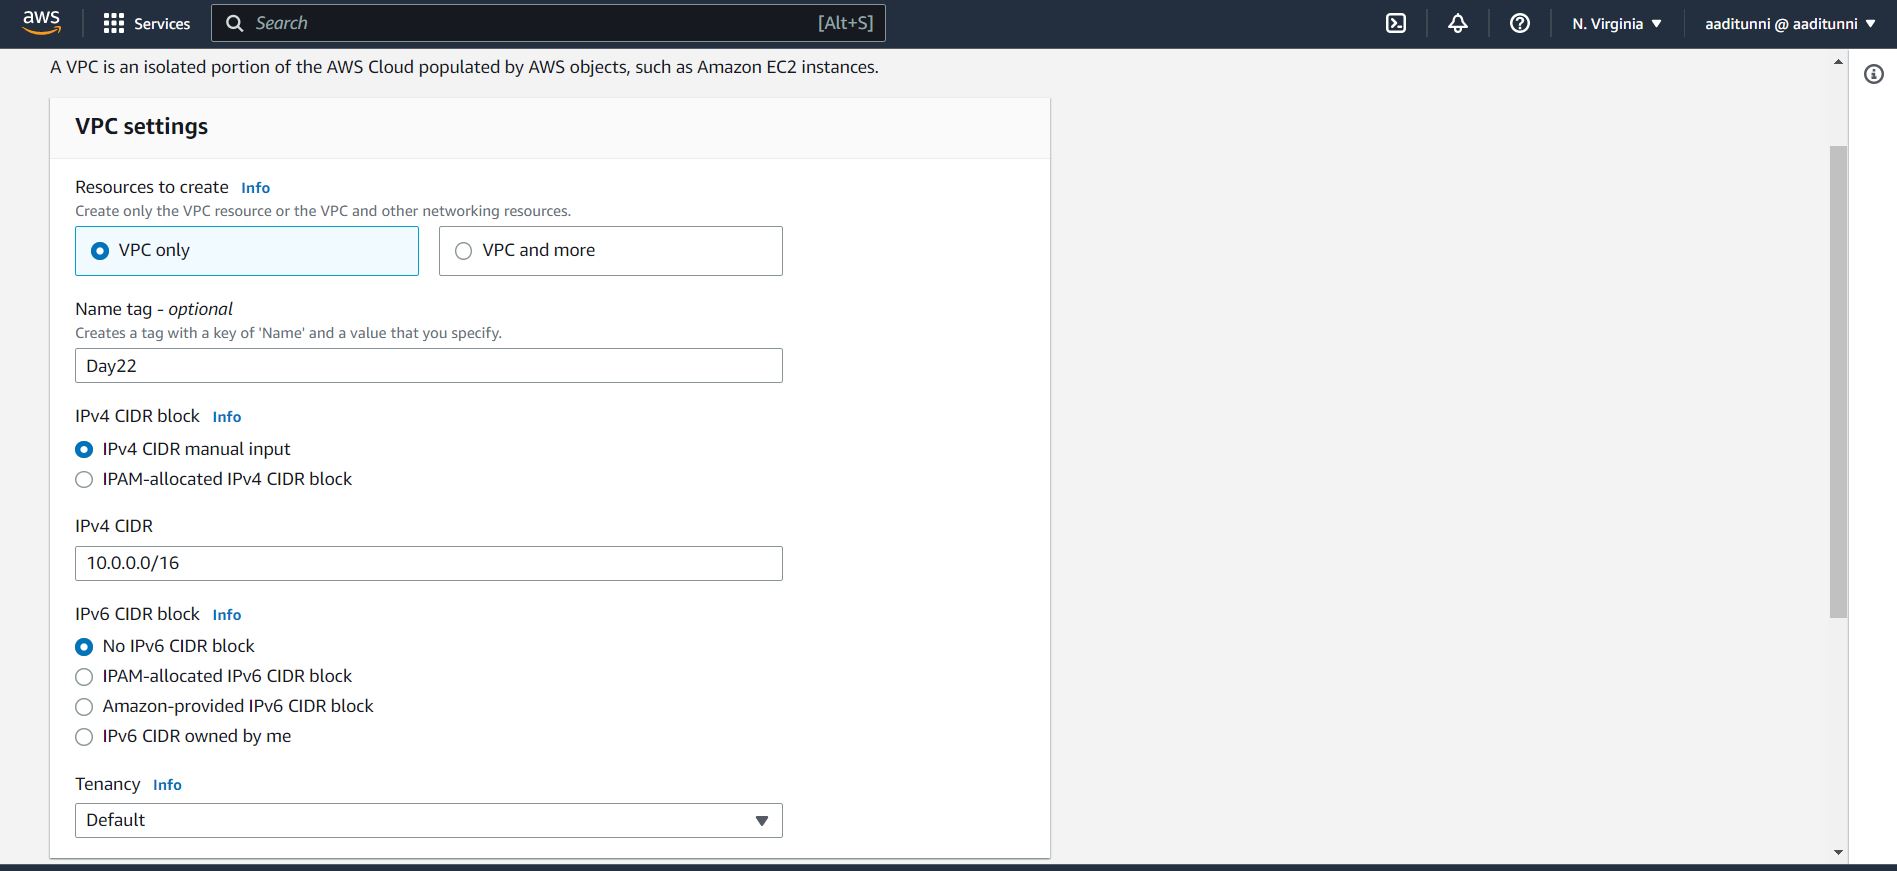 aws Services Search [Alt+S] N. Virginia aaditunni @ aaditunni
A VPC is an isolated portion of the AWS Cloud populated by AWS objects, such as Amazon EC2 instances.
VPC settings
Resources to create Info
Create only the VPC resource or the VPC and other networking resources.
VPC only VPC and more
Name tag - optional
Creates a tag with a key of 'Name' and a value that you specify.
Day22
IPv4 CIDR block Info
IPv4 CIDR manual input
IPAM-allocated IPv4 CIDR block
IPv4 CIDR
10.0.0.0/16
IPv6 CIDR block Info
No IPv6 CIDR block
IPAM-allocated IPv6 CIDR block
Amazon-provided IPv6 CIDR block
IPv6 CIDR owned by me
Tenancy Info
Default